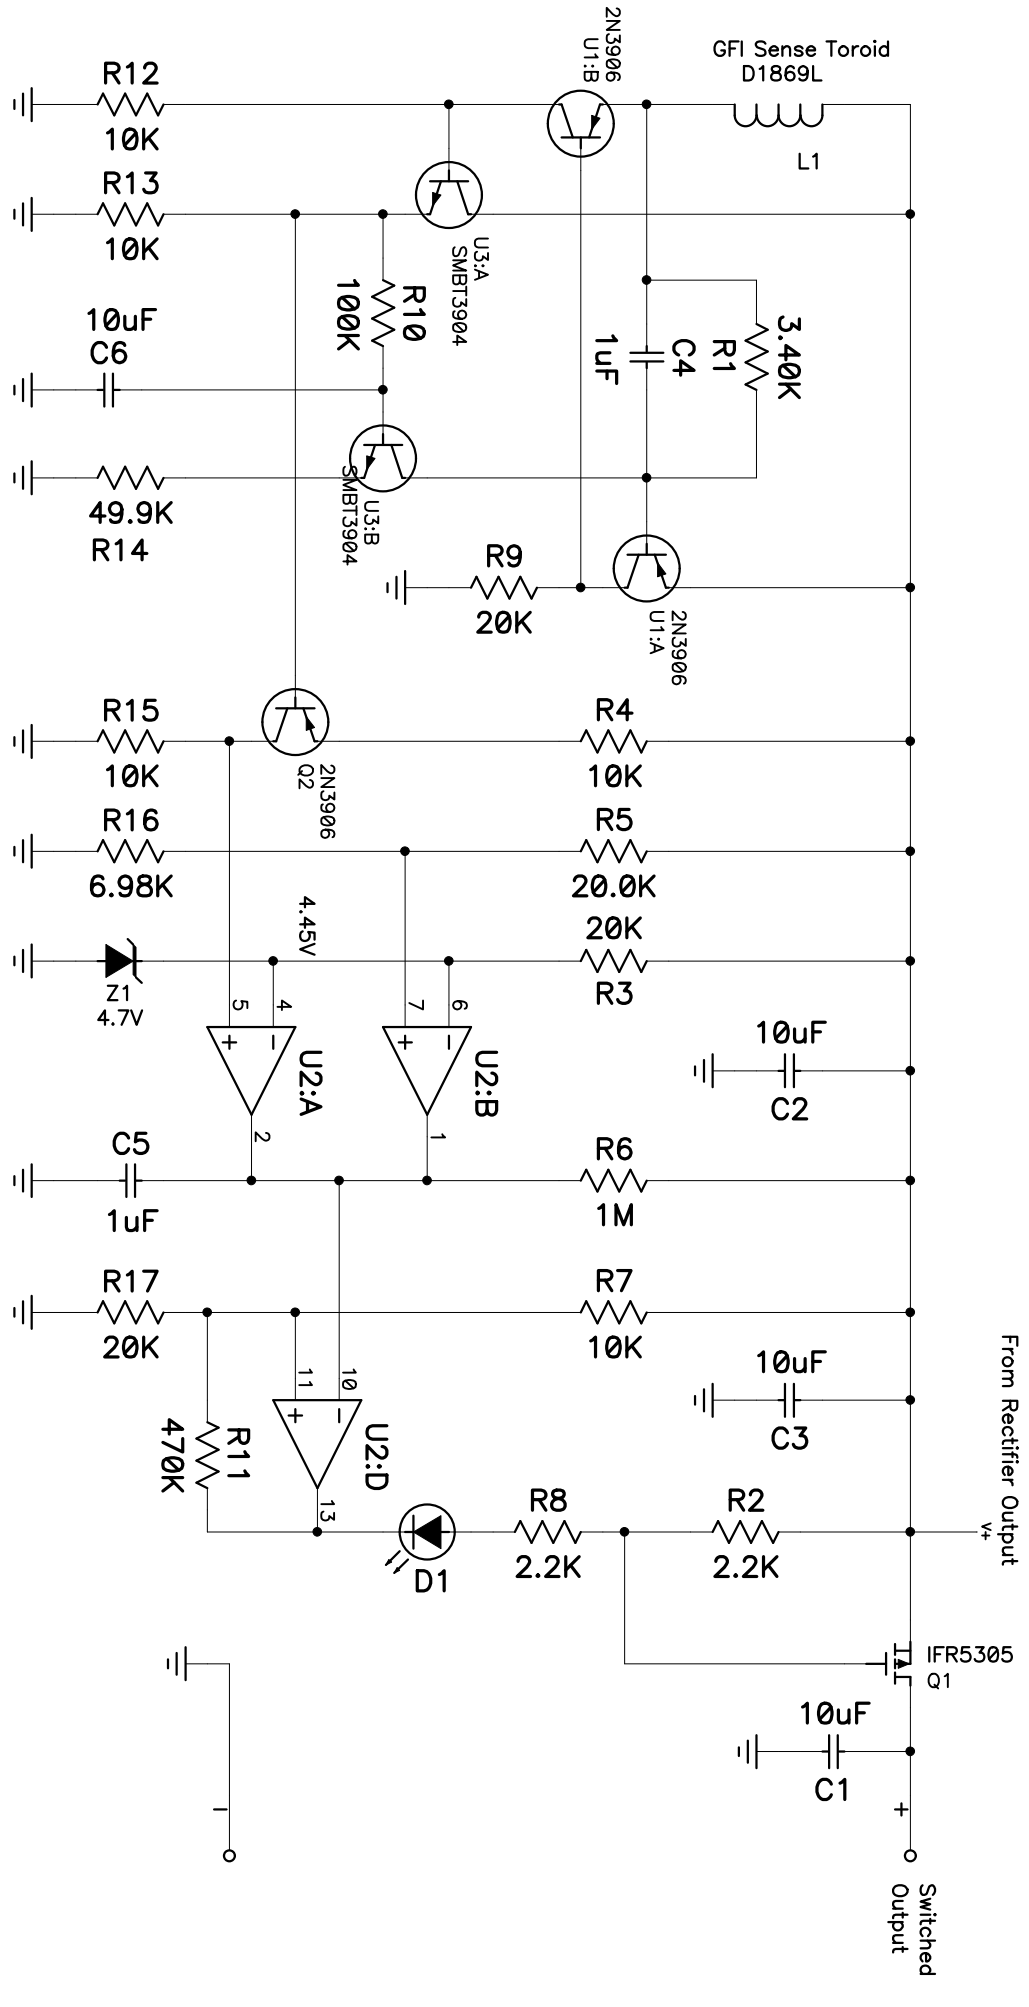 2N3906
U1:B
GFI Sense Toroid
D1869L
L1
R12
10K
R13
10K
U3:A
SMBT3904
R10
100K
10uF
C6
3.40K
R1
C4
1uF
U3:B
SMBT3904
49.9K
R14
R9
20K
2N3906
U1:A
R15
10K
2N3906
Q2
R4
10K
R16
6.98K
R5
20.0K
4.45V
20K
R3
Z1
4.7V
5
4
+
−
U2:A
2
7
6
+
−
U2:B
1
10uF
C2
C5
1uF
R6
1M
R17
20K
R7
10K
10uF
C3
From Rectifier Output
V+
11
10
+
−
U2:D
13
R11
470K
D1
R8
2.2K
R2
2.2K
IFR5305
Q1
10uF
C1
−
+
Switched
Output